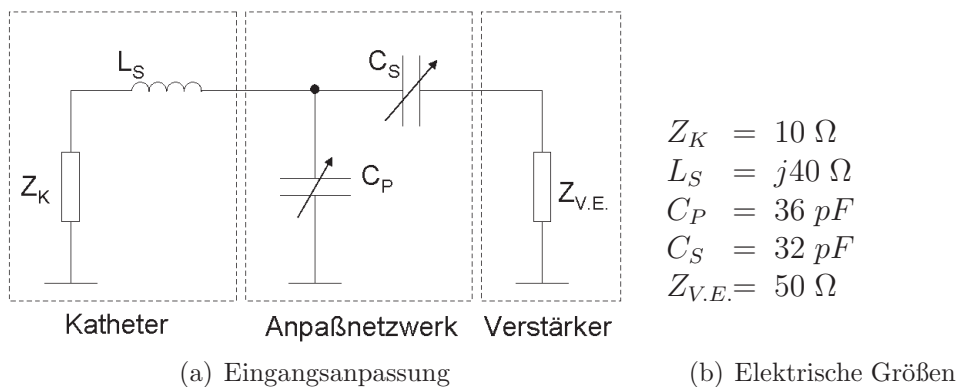 L_S
C_S
C_P
Z_K
Z_V.E.
Katheter
Anpaßnetzwerk
Verstärker
Z_K = 10 Ω
L_S = j40 Ω
C_P = 36 pF
C_S = 32 pF
Z_V.E. = 50 Ω
(a) Eingangsanpassung
(b) Elektrische Größen